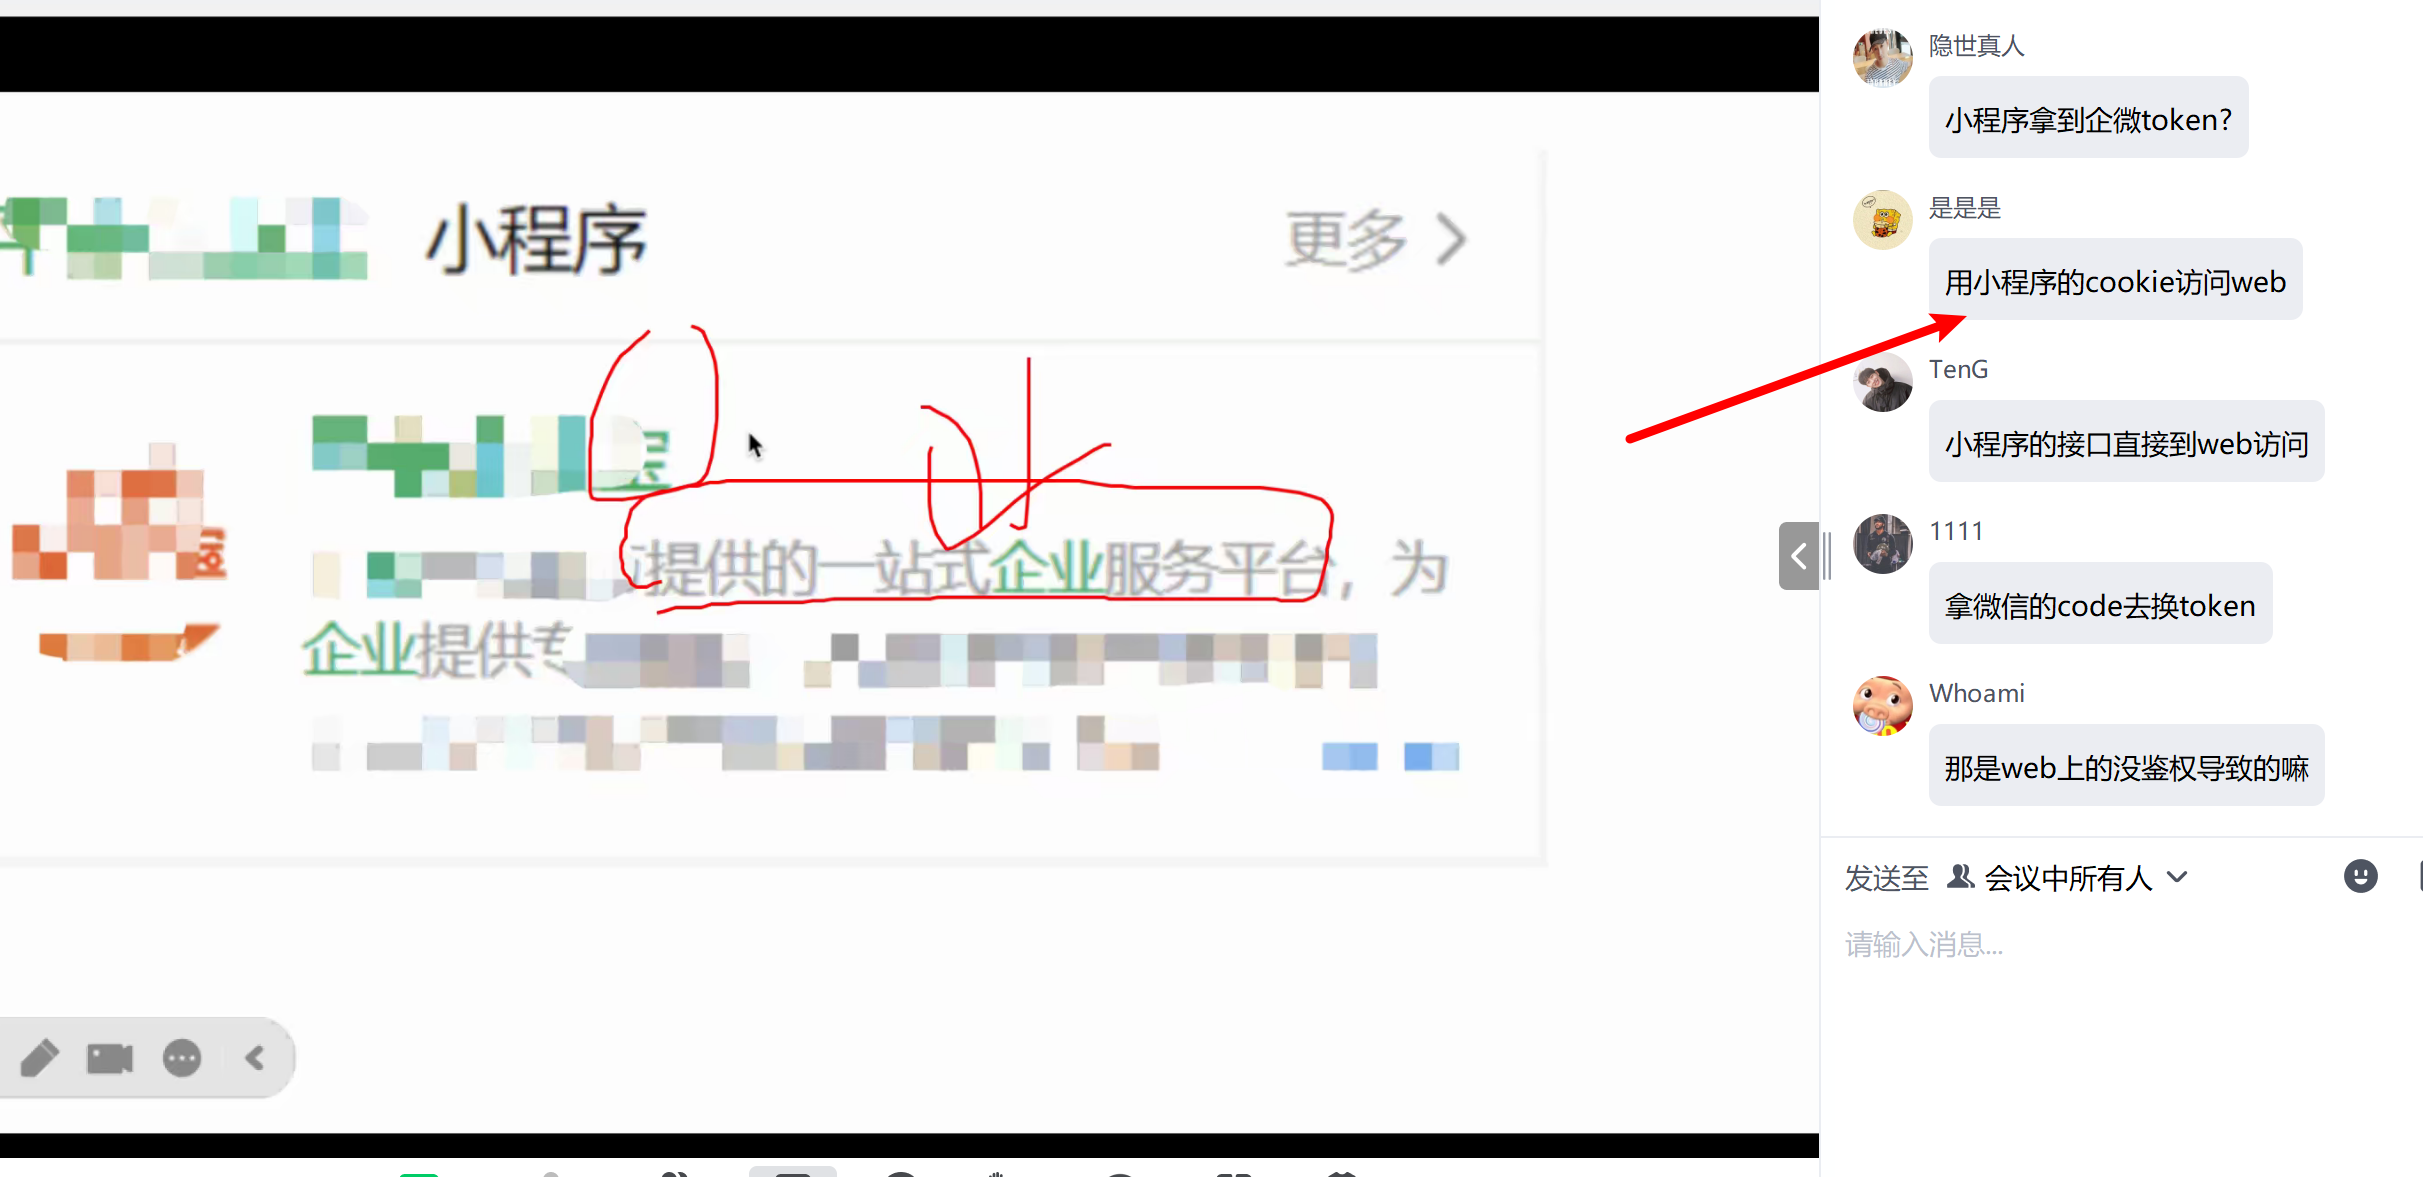 小程序
更多
提供的一站式企业服务平台，为
企业提供专
隐世真人
小程序拿到企微token?
是是是
用小程序的cookie访问web
TenG
小程序的接口直接到web访问
1111
拿微信的code去换token
Whoami
那是web上的没鉴权导致的嘛
发送至 会议中所有人
请输入消息...